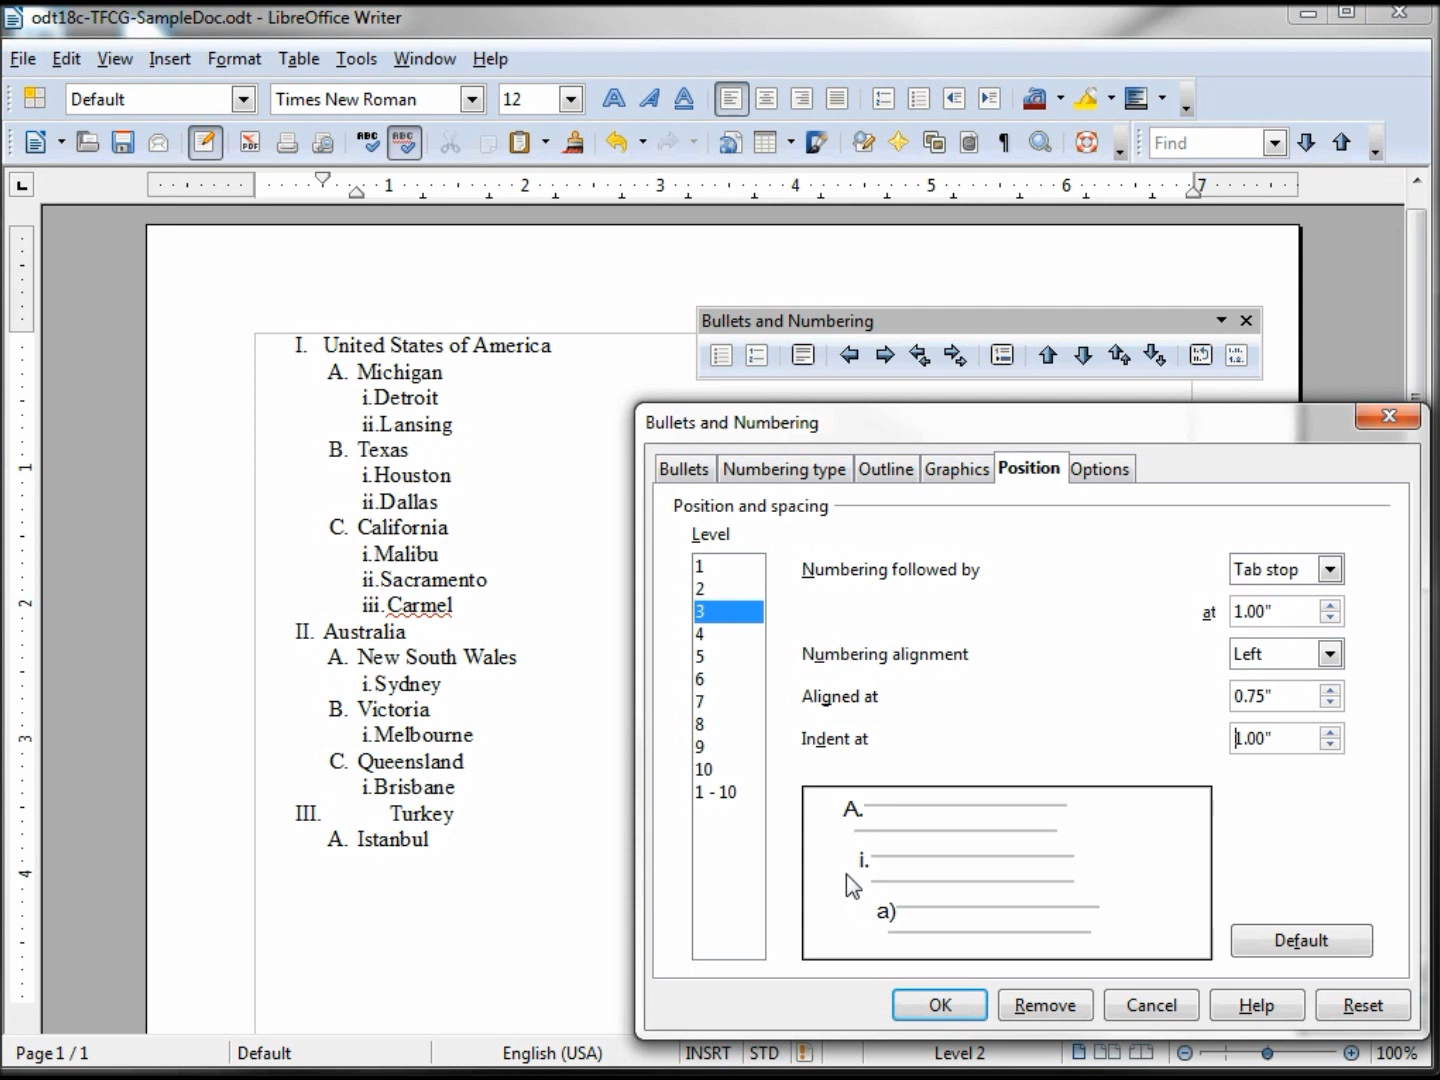 odt18c-TFCG-SampleDoc.odt - LibreOffice Writer
File Edit View Insert Format Table Tools Window Help
Default Times New Roman 12
Find
1 2 3 4 5 6 7
I. United States of America
A. Michigan
i.Detroit
ii.Lansing
B. Texas
i.Houston
ii.Dallas
C. California
i.Malibu
ii.Sacramento
iii.Carmel
II. Australia
A. New South Wales
i.Sydney
B. Victoria
i.Melbourne
C. Queensland
i.Brisbane
III. Turkey
A. Istanbul
1
2
3
4
Bullets and Numbering
Bullets and Numbering
Bullets Numbering type Outline Graphics Position Options
Position and spacing
Level
1
2
3
4
5
6
7
8
9
10
1 - 10
Numbering followed by Tab stop
at 1.00"
Numbering alignment Left
Aligned at 0.75"
Indent at 1.00"
A.
i.
a)
Default
OK Remove Cancel Help Reset
Page 1 / 1 Default English (USA) INSRT STD Level 2 100%